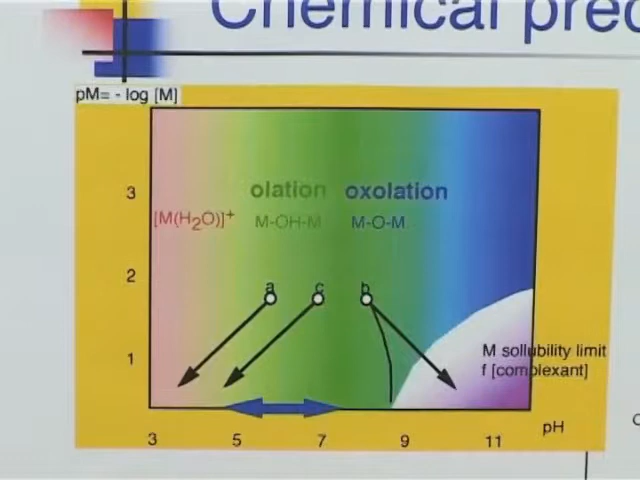 Chemical prec
pM= - log [M]
3
olation oxolation
[M(H2O)]+ M-OH-M M-O-M
2
a c b
1
M sollubility limit
f [complexant]
pH
3 5 7 9 11